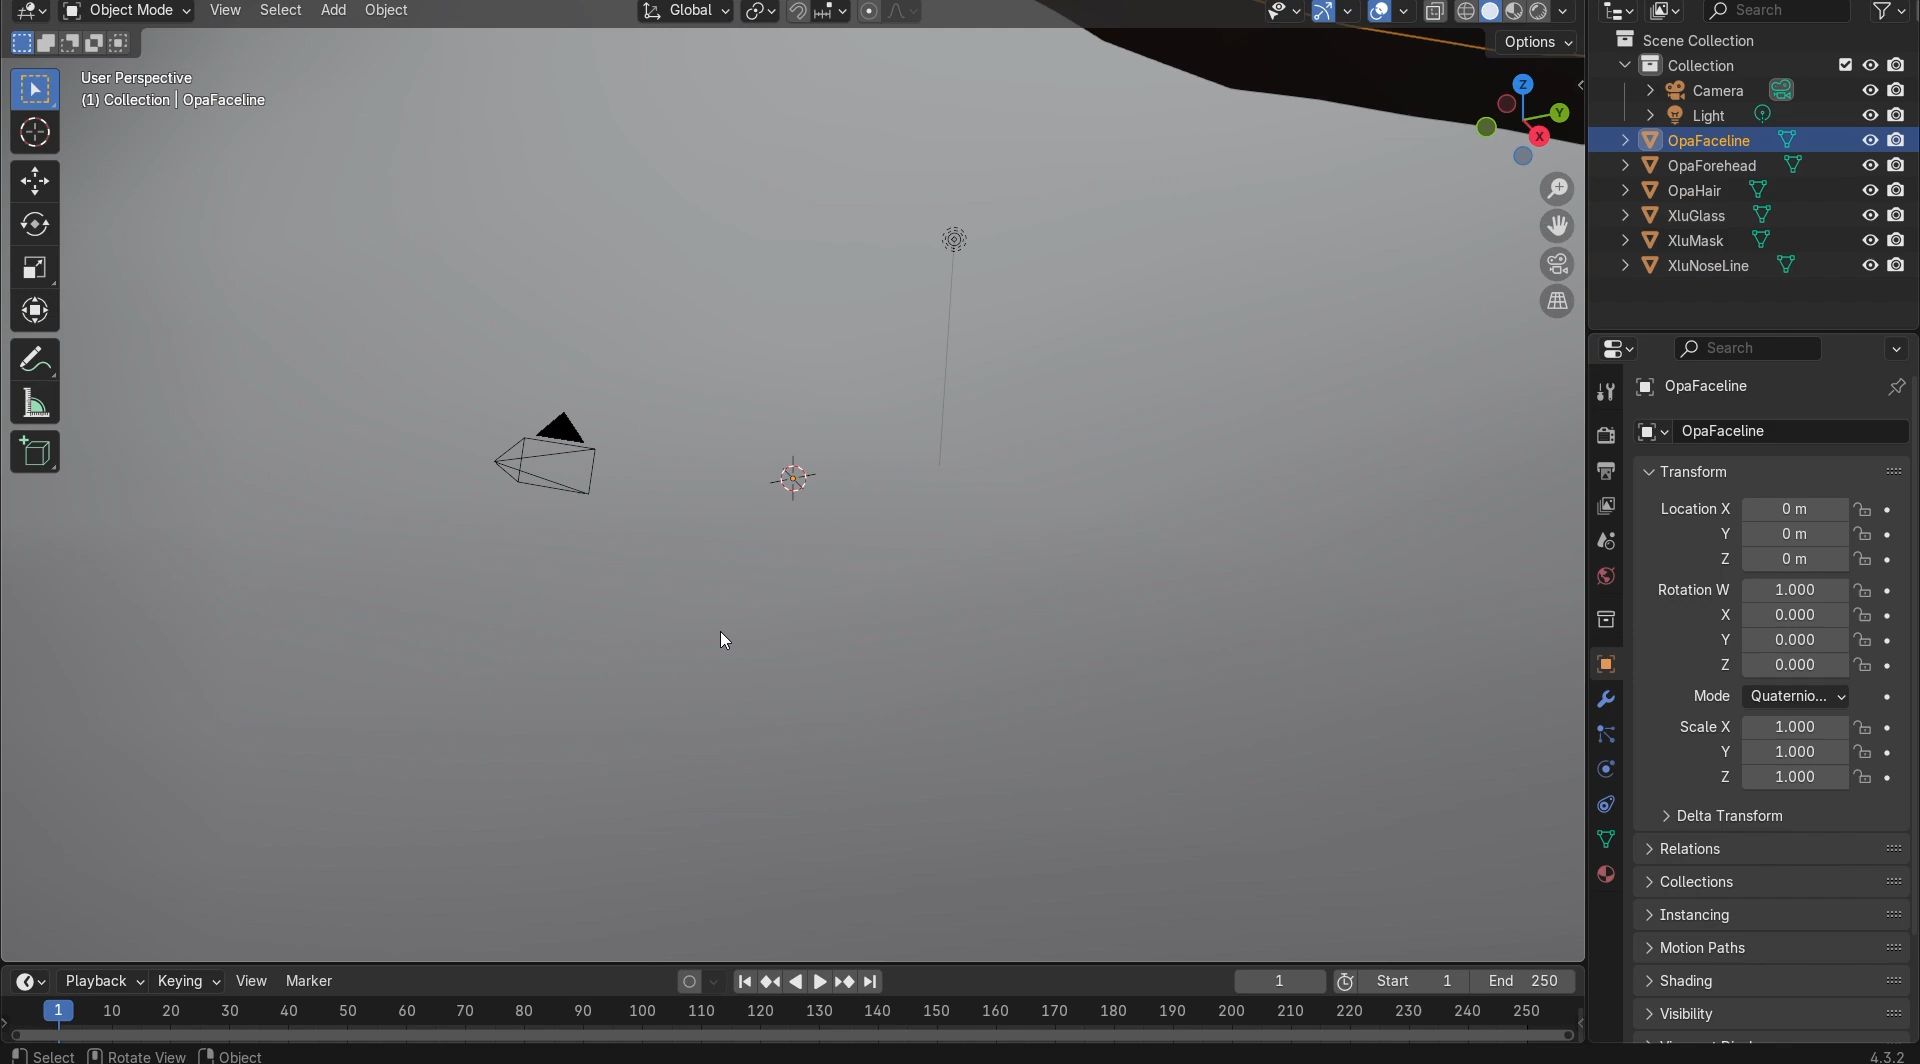 Object Mode View Select Add Object Global
Search
Options
User Perspective
(1) Collection | OpaFaceline
Z
Y
X
Scene Collection
Collection
Camera
Light
OpaFaceline
OpaForehead
OpaHair
XluGlass
XluMask
XluNoseLine
Search
OpaFaceline
OpaFaceline
Transform
Location X 0 m
Y 0 m
Z 0 m
Rotation W 1.000
X 0.000
Y 0.000
Z 0.000
Mode Quaternio...
Scale X 1.000
Y 1.000
Z 1.000
Delta Transform
Relations
Collections
Instancing
Motion Paths
Shading
Visibility
Playback Keying View Marker 1 Start 1 End 250
1 10 20 30 40 50 60 70 80 90 100 110 120 130 140 150 160 170 180 190 200 210 220 230 240 250
Select Rotate View Object 4.3.2